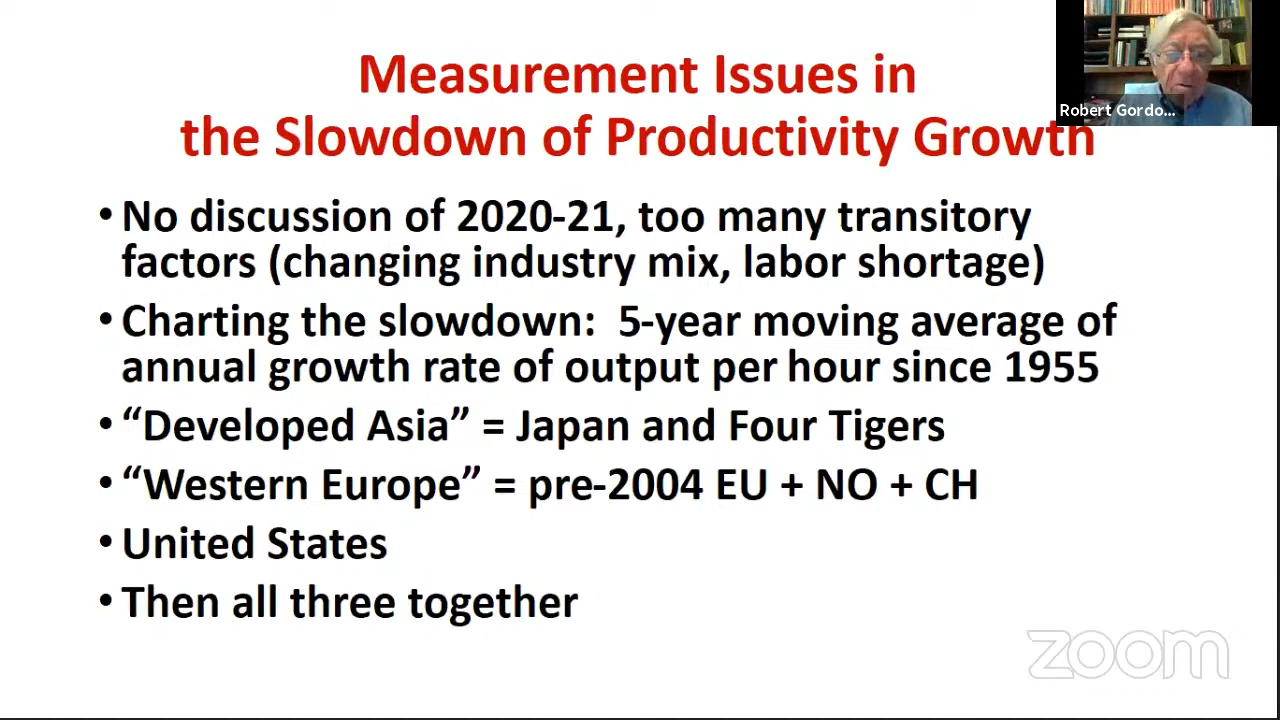 Measurement Issues in
the Slowdown of Productivity Growth
Robert Gordo...
• No discussion of 2020-21, too many transitory
factors (changing industry mix, labor shortage)
• Charting the slowdown:  5-year moving average of
annual growth rate of output per hour since 1955
• “Developed Asia” = Japan and Four Tigers
• “Western Europe” = pre-2004 EU + NO + CH
• United States
• Then all three together
zoom